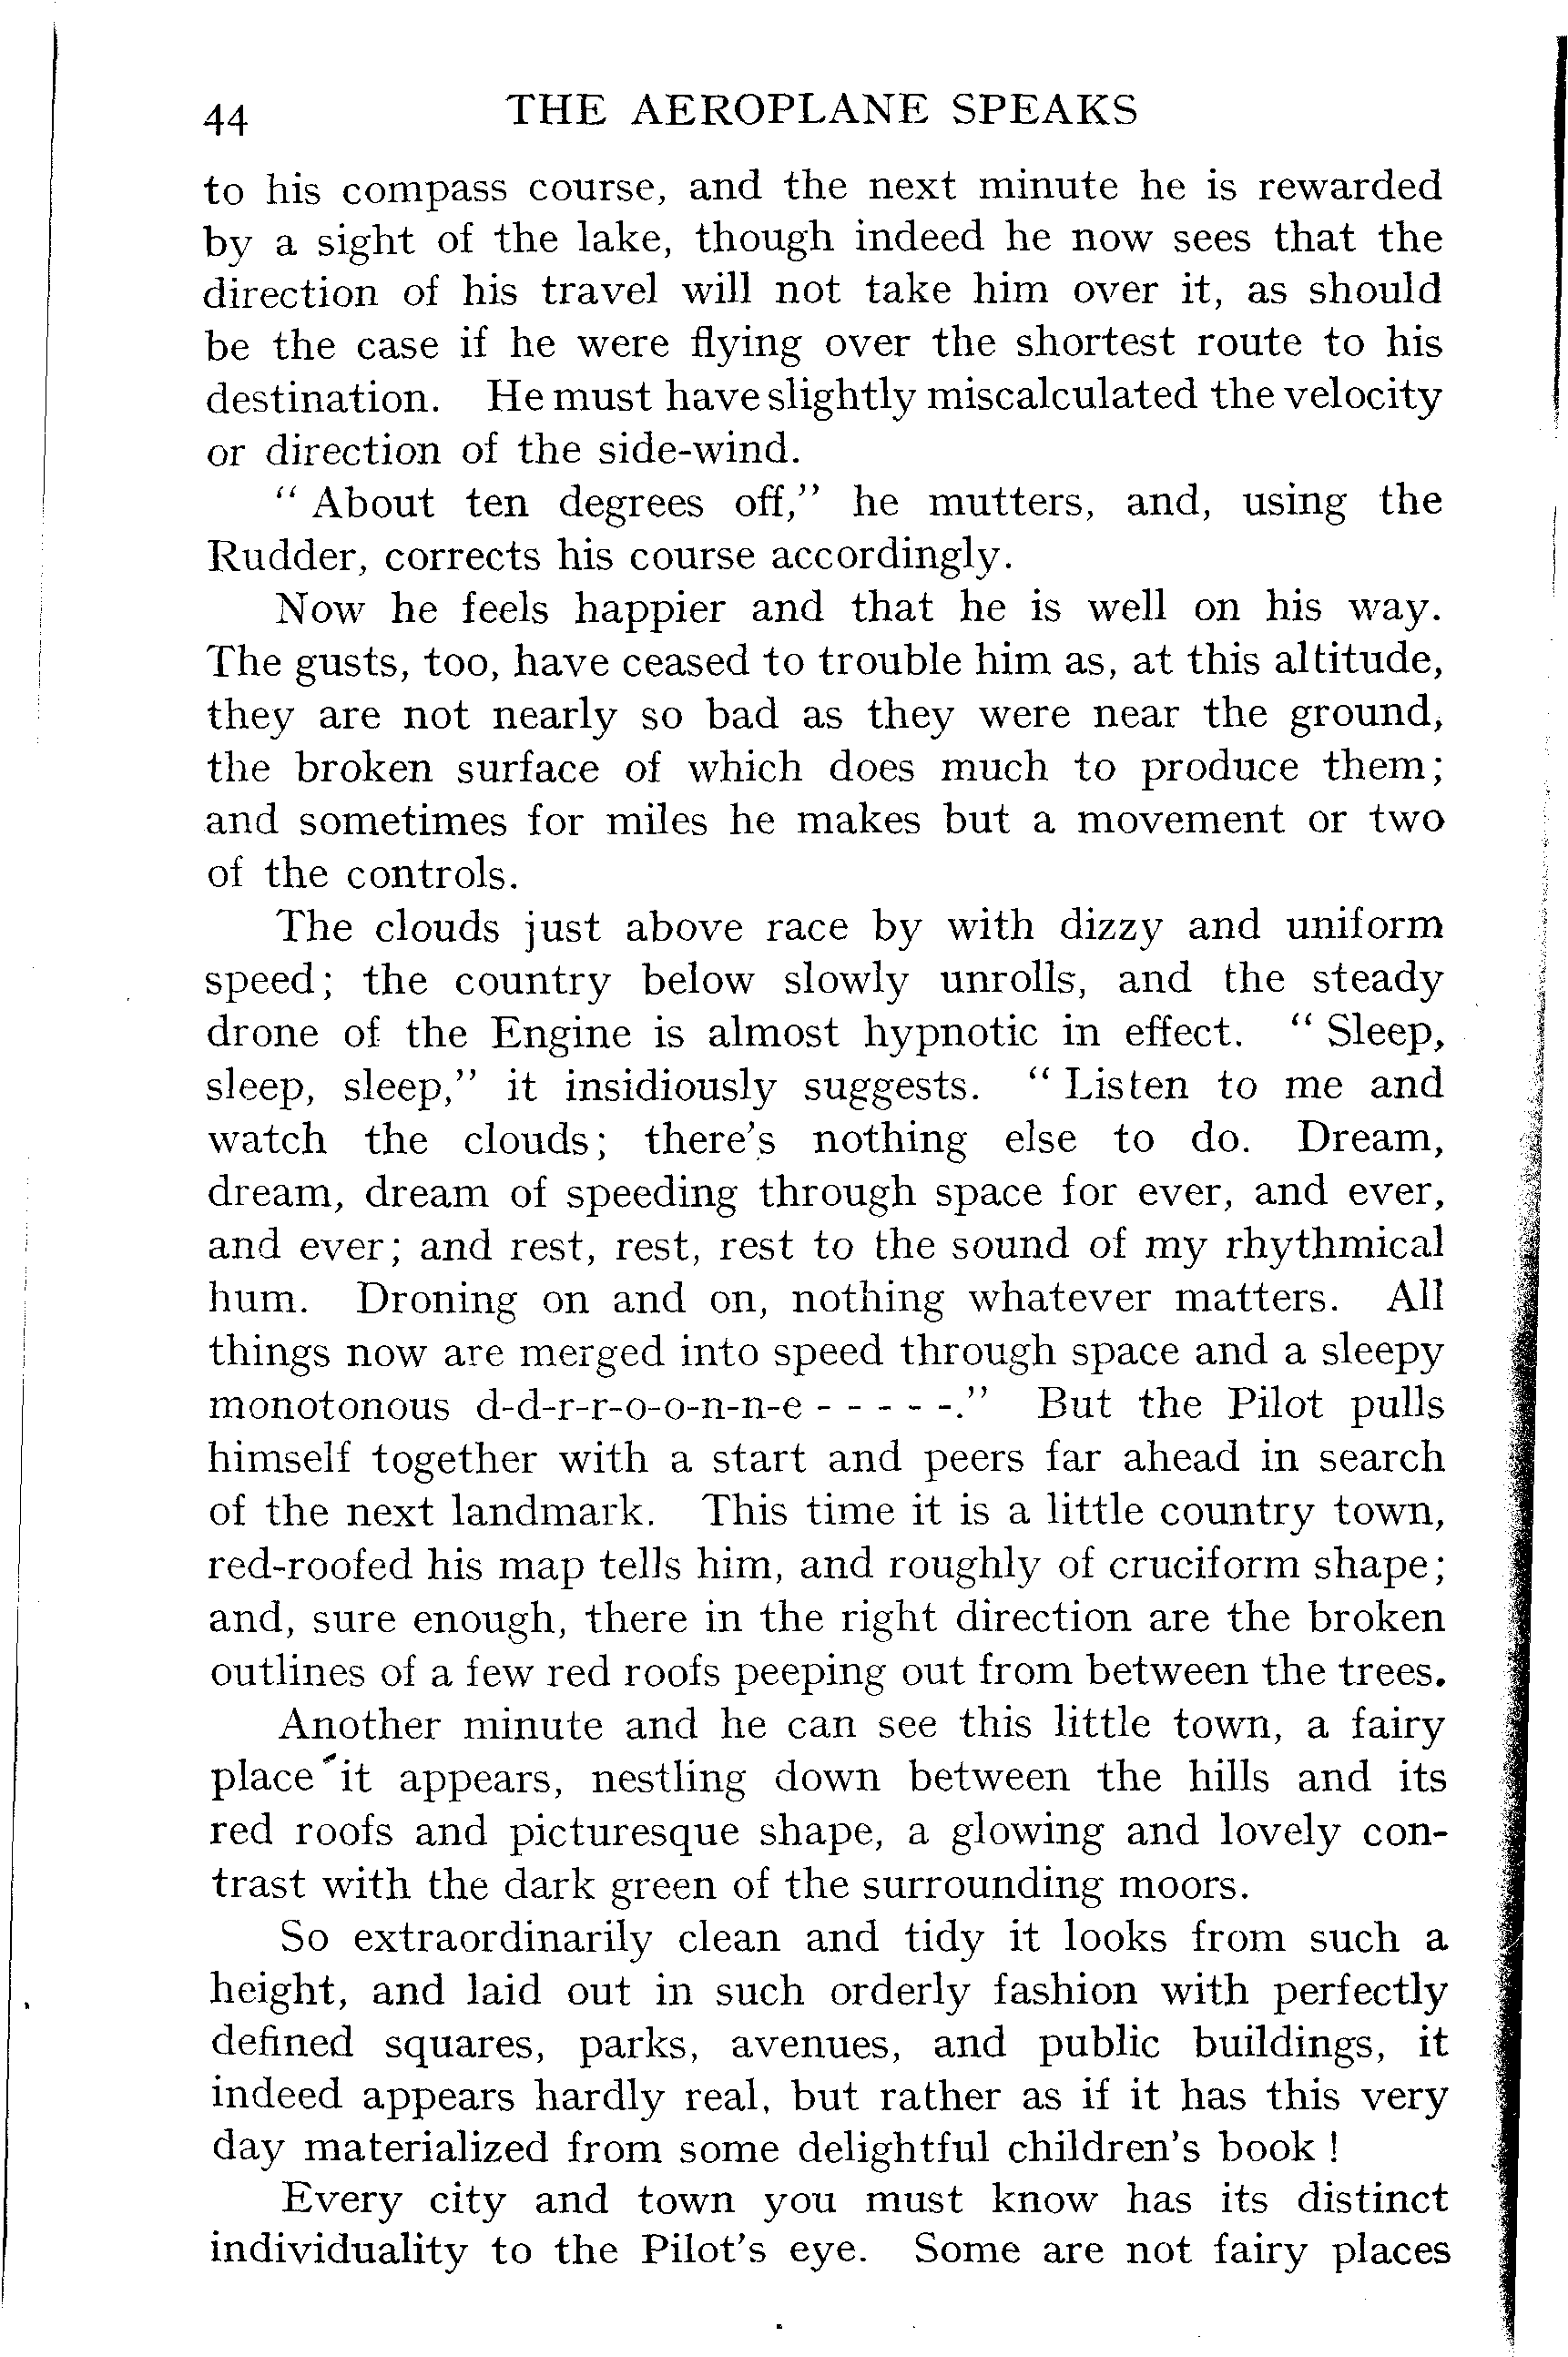 44 THE AEROPLANE SPEAKS
to his compass course, and the next minute he is rewarded
by a sight of the lake, though indeed he now sees that the
direction of his travel will not take him over it, as should
be the case if he were flying over the shortest route to his
destination. He must have slightly miscalculated the velocity
or direction of the side-wind.
“ About ten degrees off,” he mutters, and, using the
Rudder, corrects his course accordingly.
Now he feels happier and that he is well on his way.
The gusts, too, have ceased to trouble him as, at this altitude,
they are not nearly so bad as they were near the ground,
the broken surface of which does much to produce them;
and sometimes for miles he makes but a movement or two
of the controls.
The clouds just above race by with dizzy and uniform
speed; the country below slowly unrolls, and the steady
drone of the Engine is almost hypnotic in effect. “ Sleep,
sleep, sleep,” it insidiously suggests. “ Listen to me and
watch the clouds; there's nothing else to do. Dream,
dream, dream of speeding through space for ever, and ever,
and ever; and rest, rest, rest to the sound of my rhythmical
hum. Droning on and on, nothing whatever matters. All
things now are merged into speed through space and a sleepy
monotonous d-d-r-r-o-o-n-n-e - - - - -.” But the Pilot pulls
himself together with a start and peers far ahead in search
of the next landmark. This time it is a little country town,
red-roofed his map tells him, and roughly of cruciform shape;
and, sure enough, there in the right direction are the broken
outlines of a few red roofs peeping out from between the trees.
Another minute and he can see this little town, a fairy
place it appears, nestling down between the hills and its
red roofs and picturesque shape, a glowing and lovely con-
trast with the dark green of the surrounding moors.
So extraordinarily clean and tidy it looks from such a
height, and laid out in such orderly fashion with perfectly
defined squares, parks, avenues, and public buildings, it
indeed appears hardly real, but rather as if it has this very
day materialized from some delightful children's book !
Every city and town you must know has its distinct
individuality to the Pilot's eye. Some are not fairy places